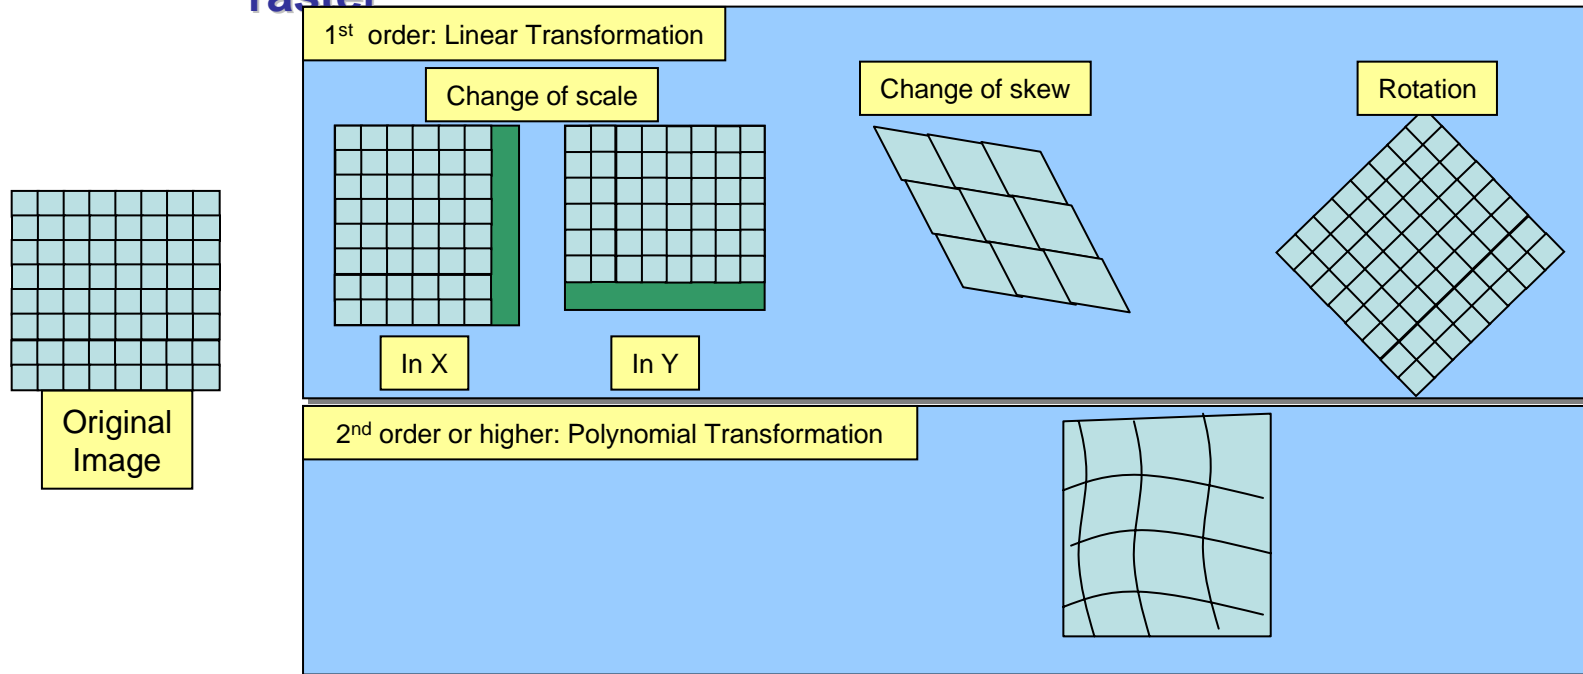 raster
1st order: Linear Transformation
Change of scale
Change of skew
Rotation
In X
In Y
Original
Image
2nd order or higher: Polynomial Transformation